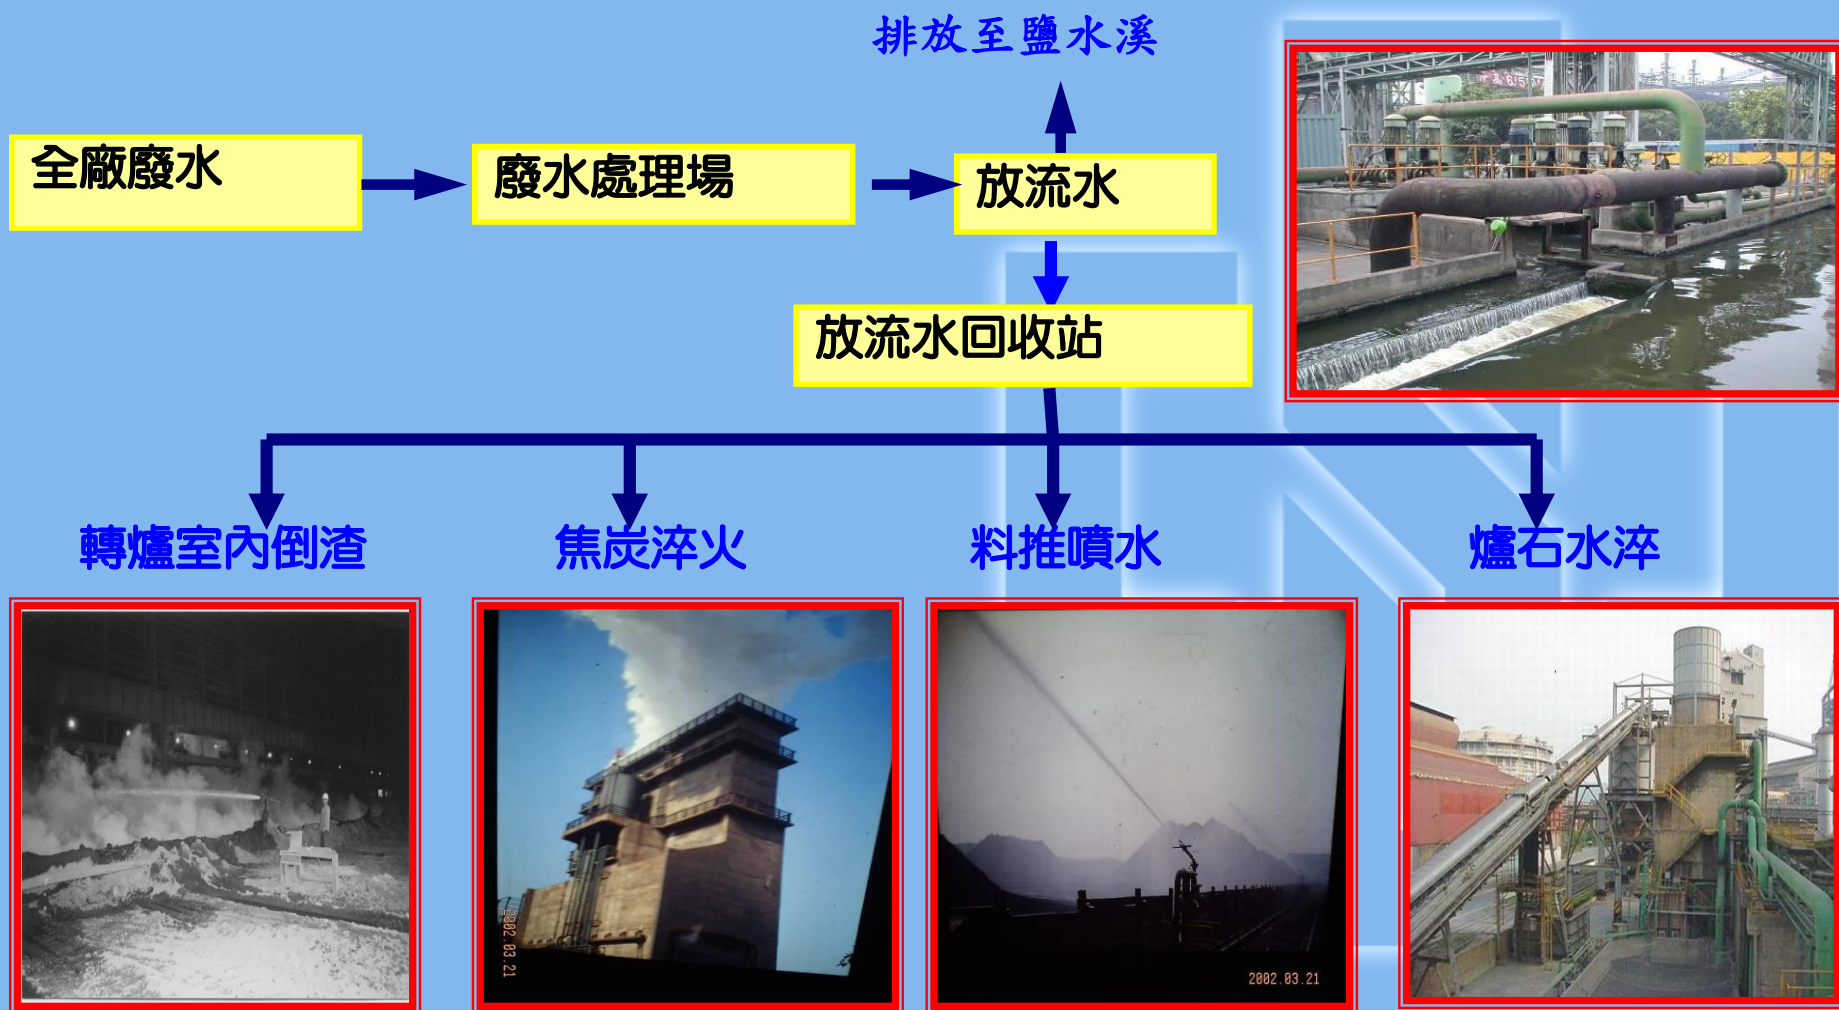 排放至鹽水溪
全廠廢水
廢水處理場
放流水
放流水回收站
轉爐室內倒渣
焦炭淬火
料推噴水
爐石水淬
2002.03.21
2002.03.21